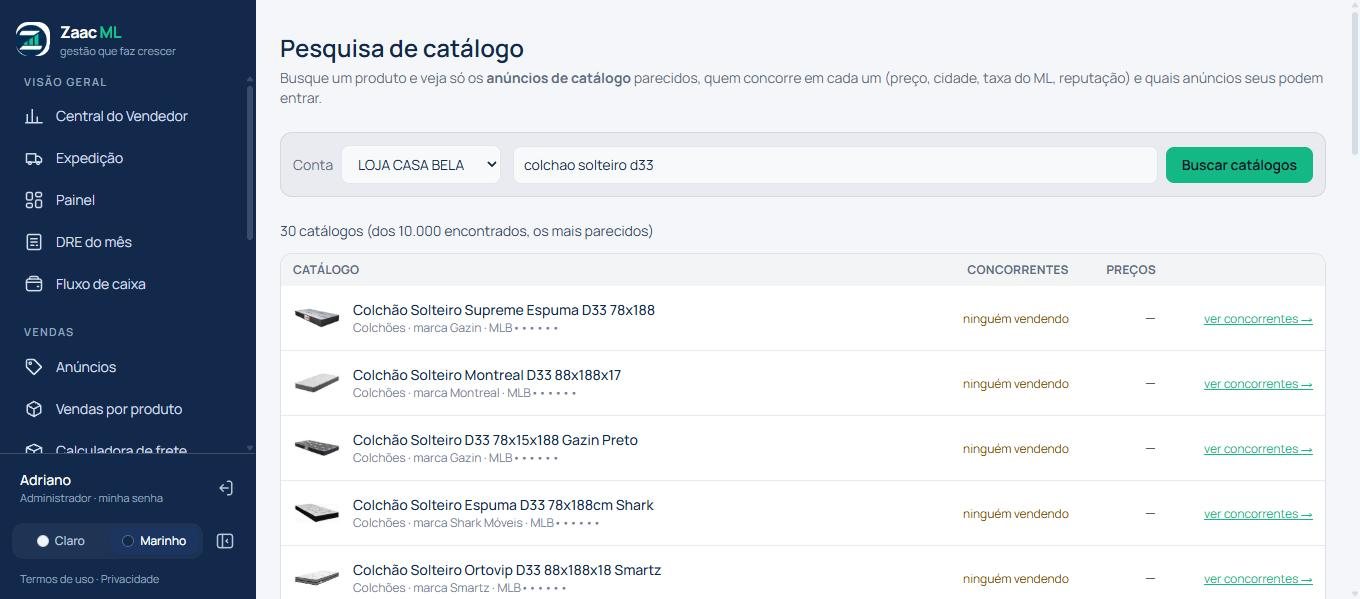 Zaac ML
gestão que faz crescer
VISÃO GERAL
Central do Vendedor
Expedição
Painel
DRE do mês
Fluxo de caixa
VENDAS
Anúncios
Vendas por produto
Calculadora de frete
Adriano
Administrador · minha senha
Claro
Marinho
Termos de uso · Privacidade
Pesquisa de catálogo
Busque um produto e veja só os anúncios de catálogo parecidos, quem concorre em cada um (preço, cidade, taxa do ML, reputação) e quais anúncios seus podem
entrar.
Conta LOJA CASA BELA colchao solteiro d33 Buscar catálogos
30 catálogos (dos 10.000 encontrados, os mais parecidos)
CATÁLOGO CONCORRENTES PREÇOS
Colchão Solteiro Supreme Espuma D33 78x188
Colchões · marca Gazin · MLB••••••
ninguém vendendo — ver concorrentes →
Colchão Solteiro Montreal D33 88x188x17
Colchões · marca Montreal · MLB••••••
ninguém vendendo — ver concorrentes →
Colchão Solteiro D33 78x15x188 Gazin Preto
Colchões · marca Gazin · MLB••••••
ninguém vendendo — ver concorrentes →
Colchão Solteiro Espuma D33 78x188cm Shark
Colchões · marca Shark Móveis · MLB••••••
ninguém vendendo — ver concorrentes →
Colchão Solteiro Ortovip D33 88x188x18 Smartz
Colchões · marca Smartz · MLB••••••
ninguém vendendo — ver concorrentes →